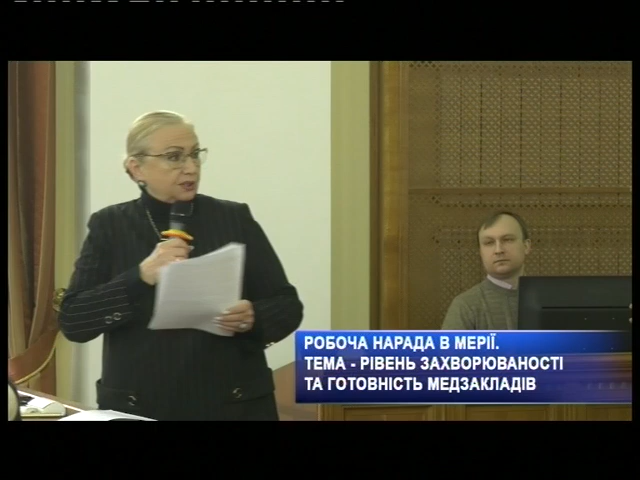 РОБОЧА НАРАДА В МЕРІЇ.
ТЕМА - РІВЕНЬ ЗАХВОРЮВАНОСТІ
ТА ГОТОВНІСТЬ МЕДЗАКЛАДІВ